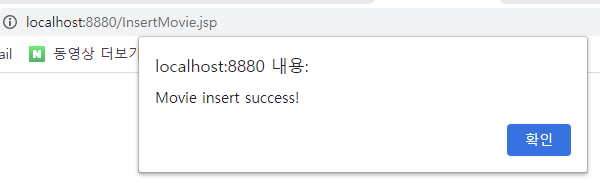 localhost:8880/InsertMovie.jsp
ail N 동영상 더보기
localhost:8880 내용:
Movie insert success!
확인